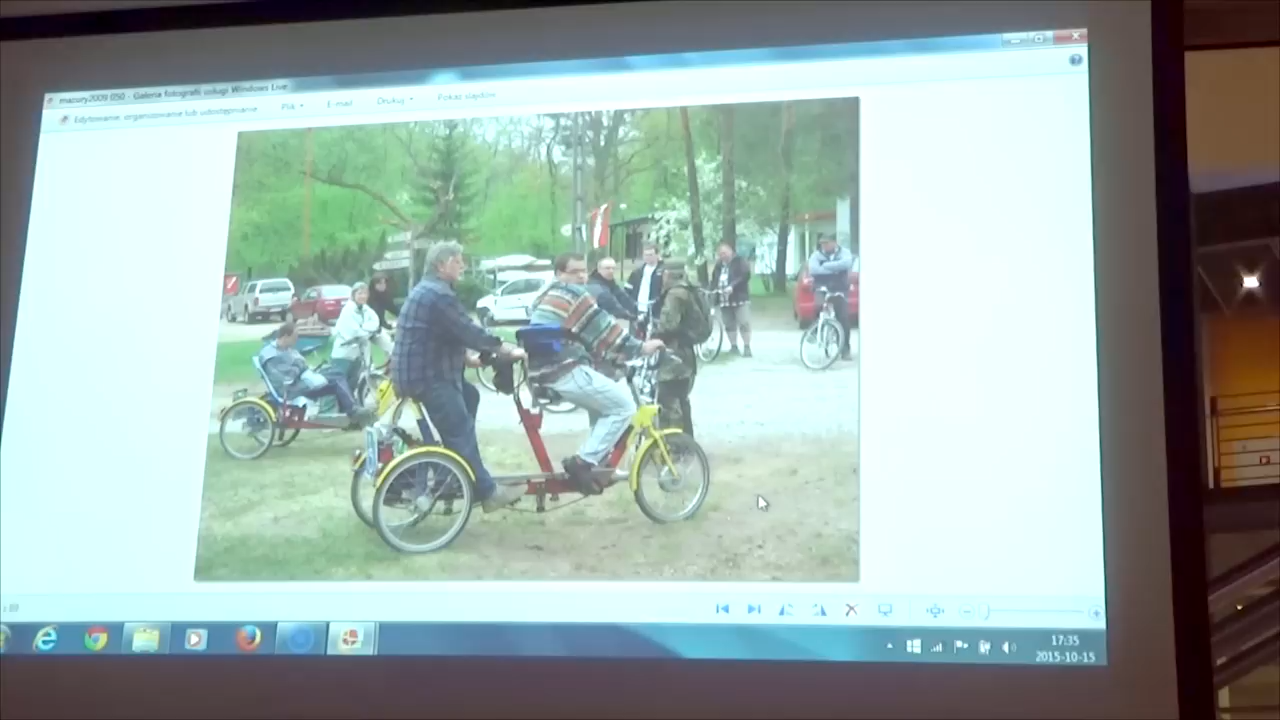 mazury2009 050 - Galeria fotografii usługi Windows Live
Edytowanie, organizowanie lub udostępnianie Plik E-mail Drukuj Pokaz slajdów
17:35
2015-10-15